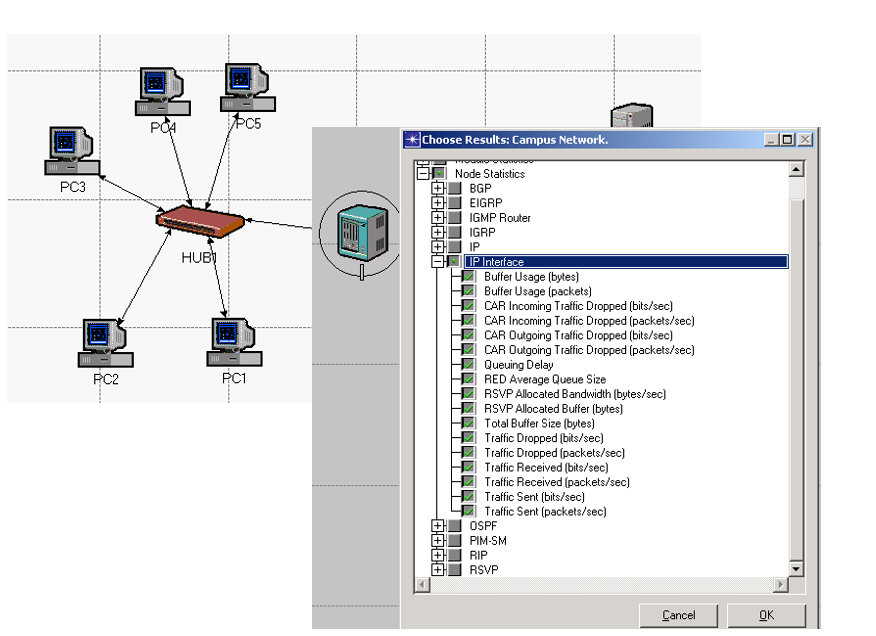 PC4
PC5
PC3
HUB1
PC2
PC1
Choose Results: Campus Network.
Module Statistics
Node Statistics
BGP
EIGRP
IGMP Router
IGRP
IP
IP Interface
Buffer Usage (bytes)
Buffer Usage (packets)
CAR Incoming Traffic Dropped (bits/sec)
CAR Incoming Traffic Dropped (packets/sec)
CAR Outgoing Traffic Dropped (bits/sec)
CAR Outgoing Traffic Dropped (packets/sec)
Queuing Delay
RED Average Queue Size
RSVP Allocated Bandwidth (bytes/sec)
RSVP Allocated Buffer (bytes)
Total Buffer Size (bytes)
Traffic Dropped (bits/sec)
Traffic Dropped (packets/sec)
Traffic Received (bits/sec)
Traffic Received (packets/sec)
Traffic Sent (bits/sec)
Traffic Sent (packets/sec)
OSPF
PIM-SM
RIP
RSVP
Cancel
OK